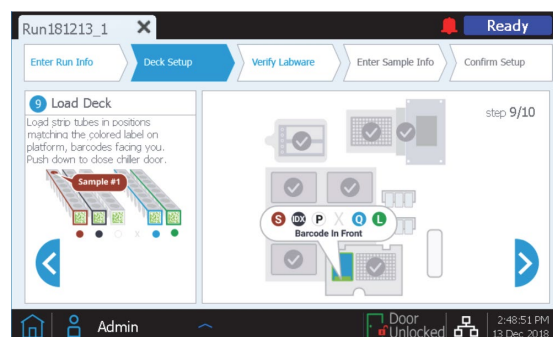 Run181213_1
Ready
Enter Run Info
Deck Setup
Verify Labware
Enter Sample Info
Confirm Setup
9 Load Deck
Load strip tubes in positions
matching the colored label on
platform, barcodes facing you.
Push down to close chiller door.
Sample #1
X
step 9/10
S IDX P X Q L
Barcode In Front
Admin
Door
Unlocked
2:48:51 PM
13 Dec 2018